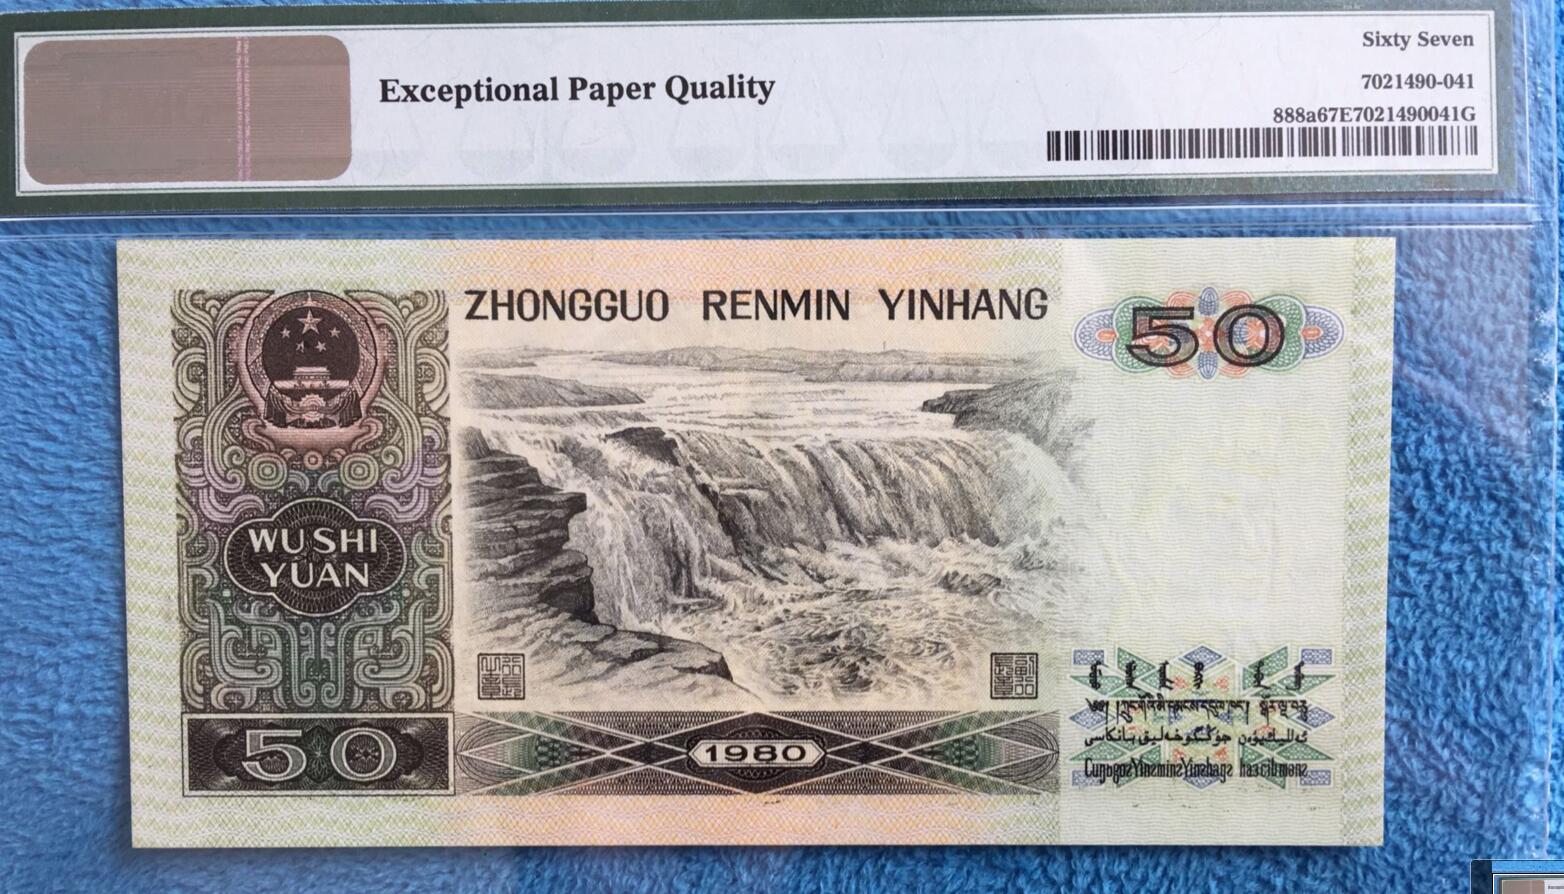 Exceptional Paper Quality
Sixty Seven
7021490-041
888a67E7021490041G
ZHONGGUO RENMIN YINHANG
50
WU SHI
YUAN
50
1980